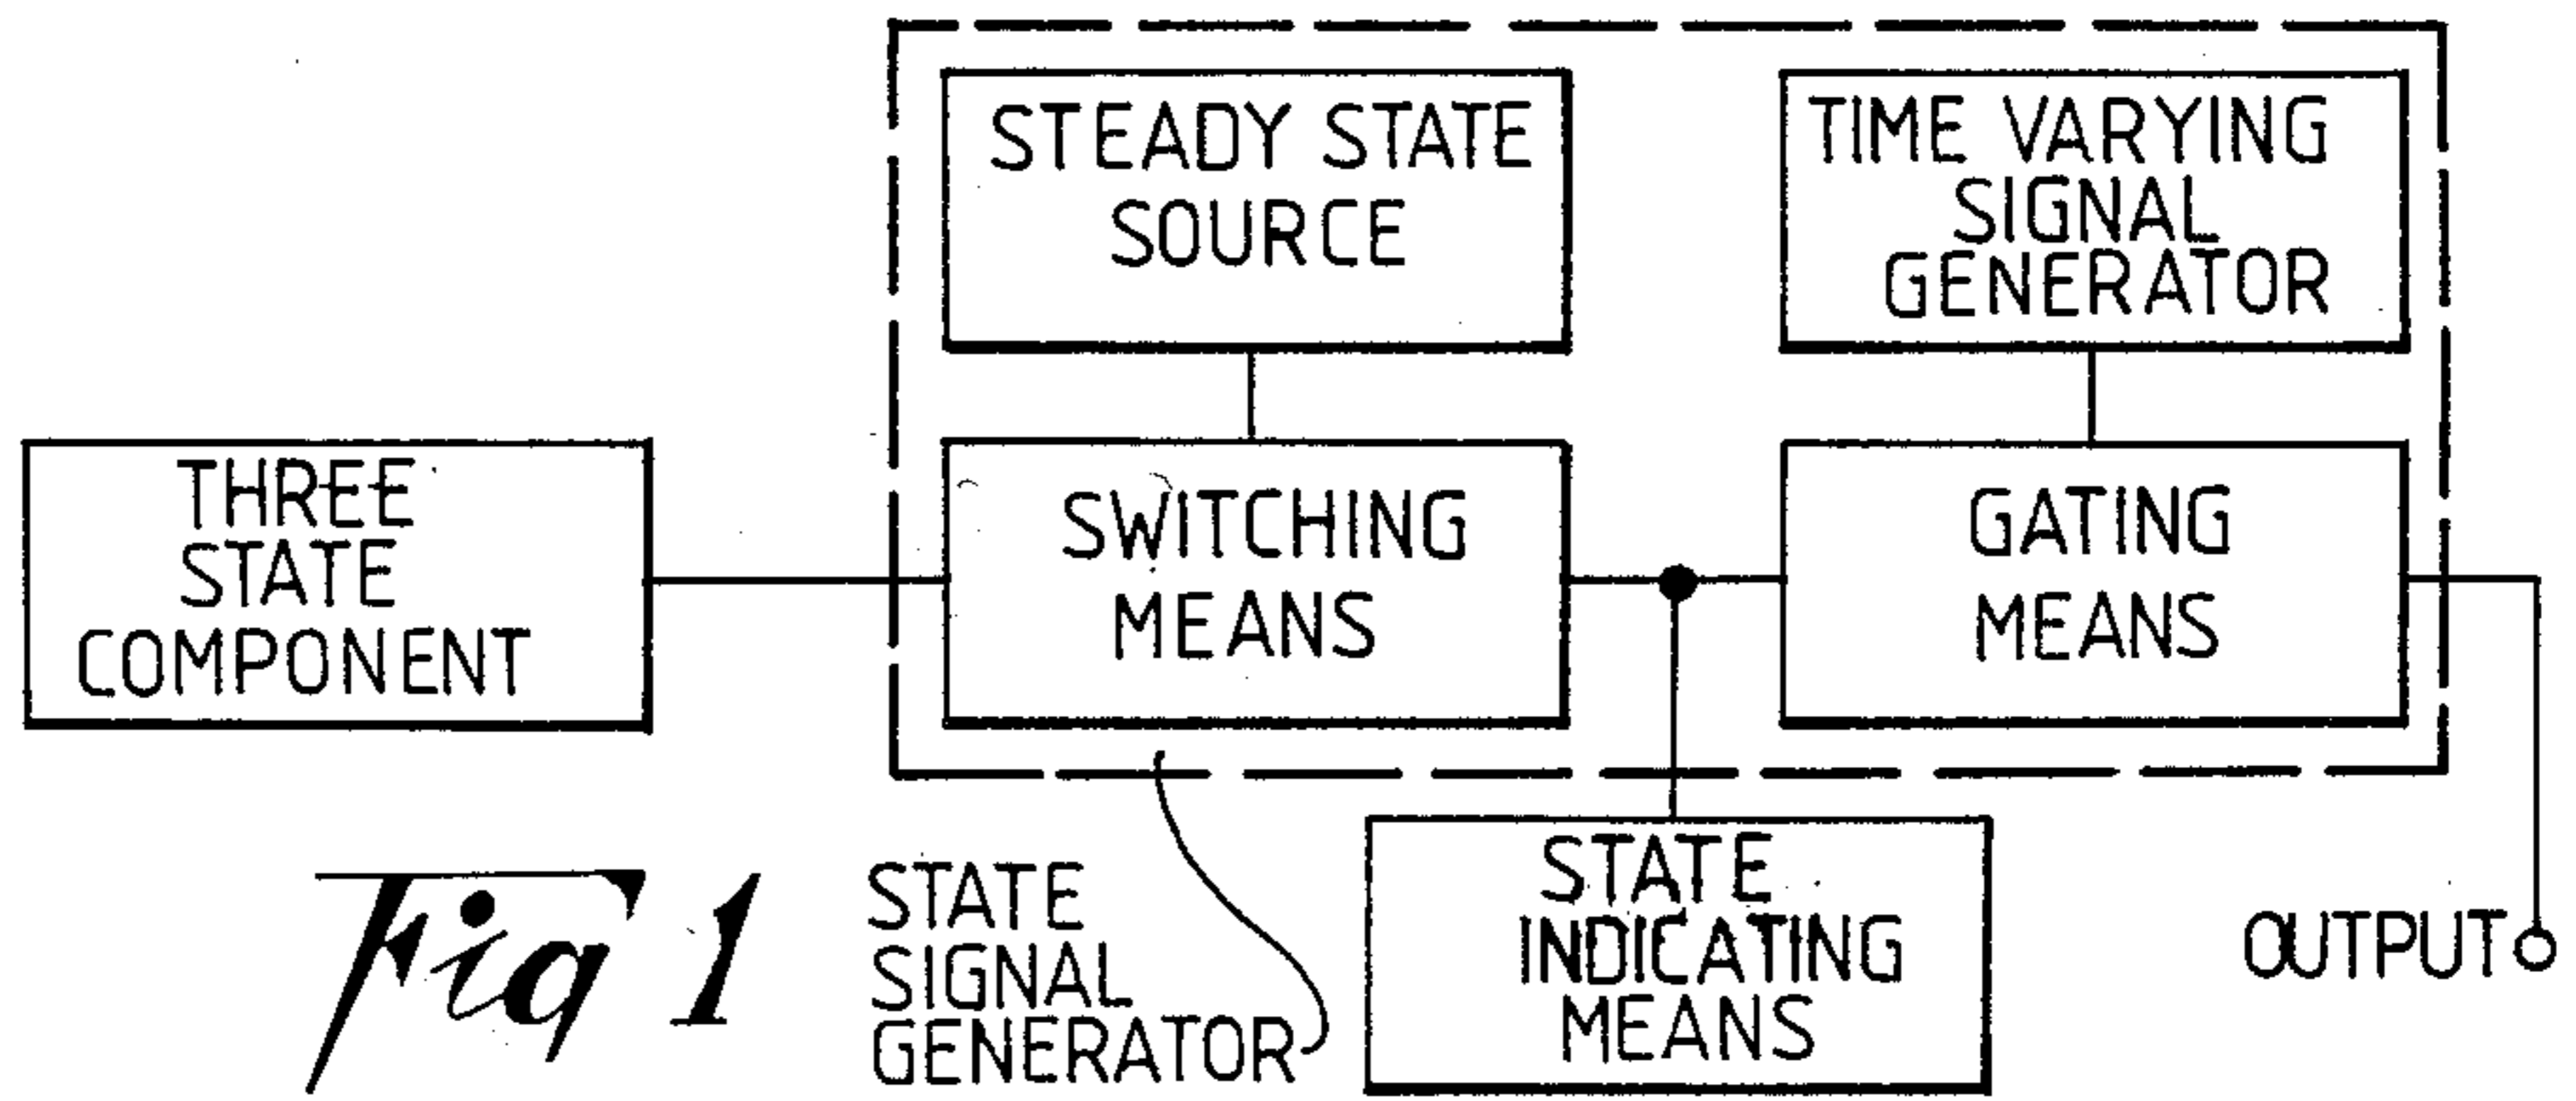 STEADY STATE
SOURCE
TIME VARYING
SIGNAL
GENERATOR
THREE
STATE
COMPONENT
SWITCHING
MEANS
GATING
MEANS
STATE
SIGNAL
GENERATOR
STATE
INDICATING
MEANS
OUTPUT
Fig 1